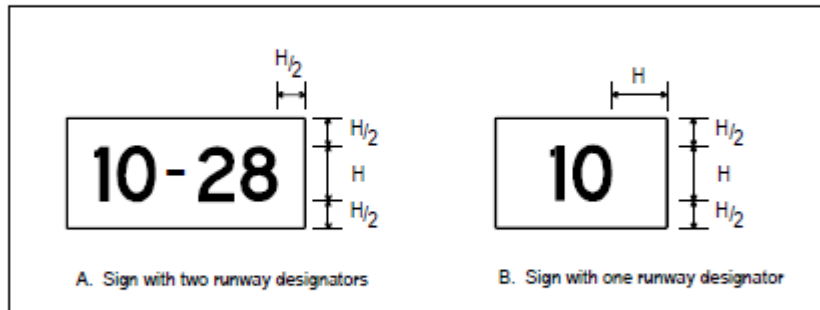 H/2
H
10-28
H/2
H
H/2
10
H/2
H
H/2
A. Sign with two runway designators
B. Sign with one runway designator